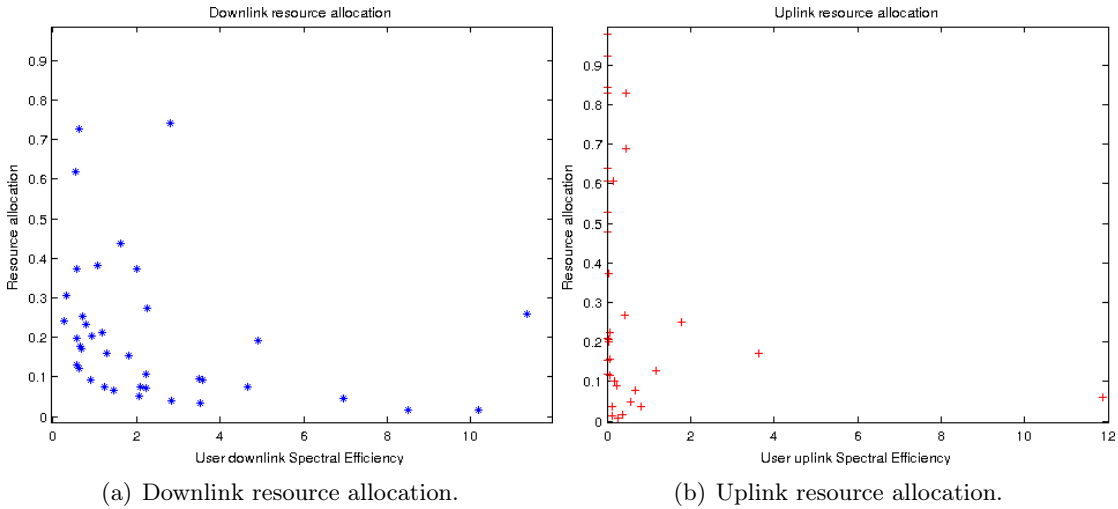 Downlink resource allocation
0.9
0.8
0.7
0.6
0.5
0.4
0.3
0.2
0.1
0
Resource allocation
0 2 4 6 8 10
User downlink Spectral Efficiency
(a) Downlink resource allocation.
Uplink resource allocation
0.9
0.8
0.7
0.6
0.5
0.4
0.3
0.2
0.1
0
Resource allocation
0 2 4 6 8 10 12
User uplink Spectral Efficiency
(b) Uplink resource allocation.